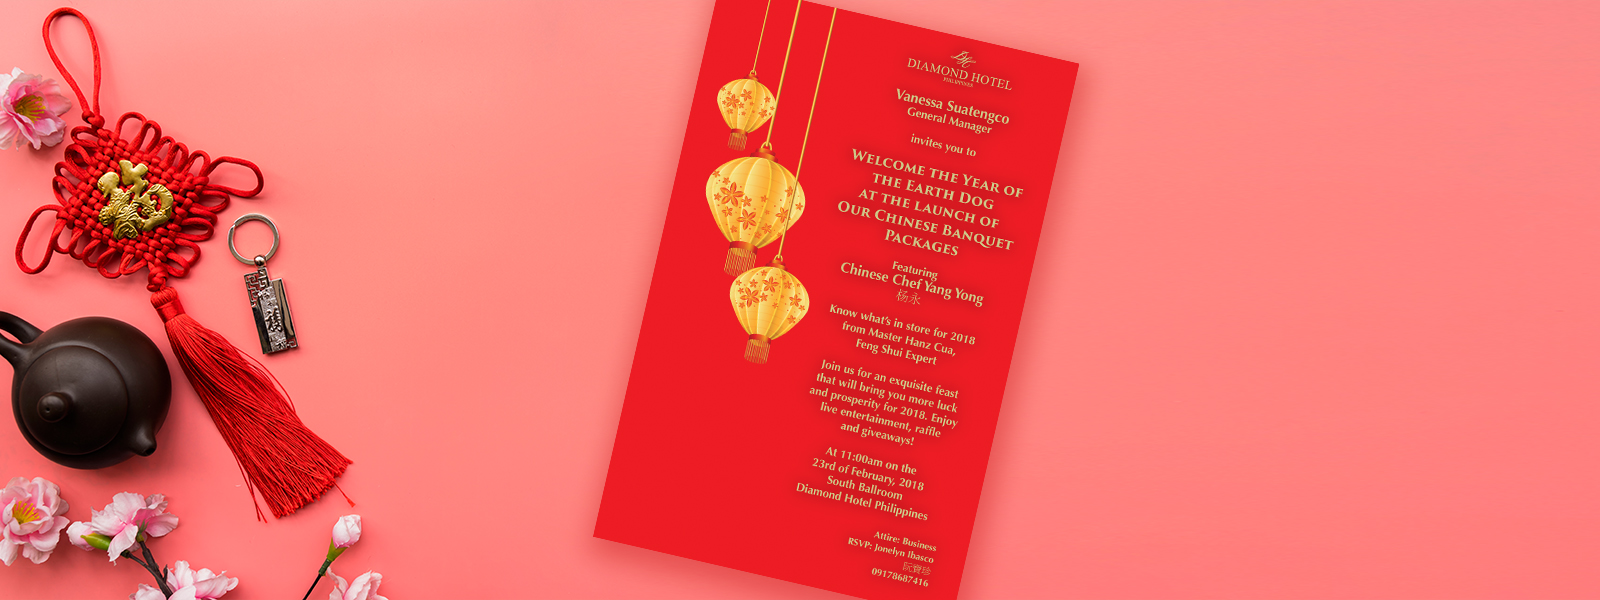 DIAMOND HOTEL
PHILIPPINES
Vanessa Suatengco
General Manager
invites you to
WELCOME THE YEAR OF
THE EARTH DOG
AT THE LAUNCH OF
OUR CHINESE BANQUET
PACKAGES
Featuring
Chinese Chef Yang Yong
杨永
Know what's in store for 2018
from Master Hanz Cua,
Feng Shui Expert
Join us for an exquisite feast
that will bring you more luck
and prosperity for 2018. Enjoy
live entertainment, raffle
and giveaways!
At 11:00am on the
23rd of February, 2018
South Ballroom
Diamond Hotel Philippines
Attire: Business
RSVP: Jonelyn Ibasco
09178687416